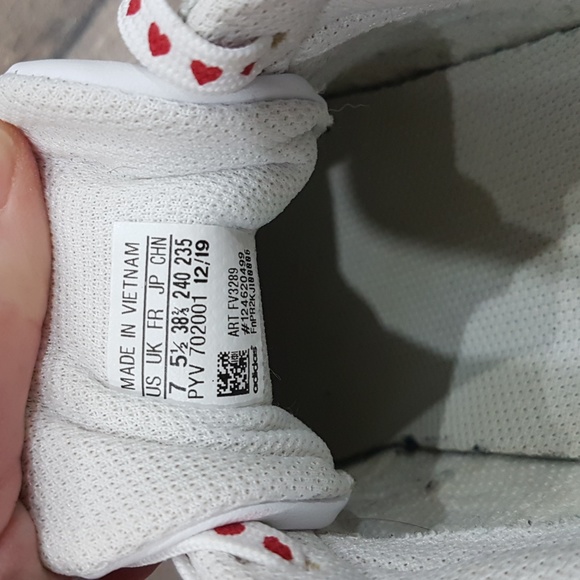 MADE IN VIETNAM
US UK FR JP CHN
7 5½ 38⅔ 240 235
PYV 702001 12/19
ART FV3289
#124620499
adidas